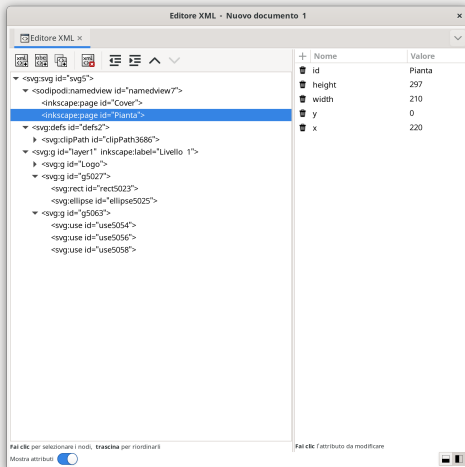 Editore XML - Nuovo documento 1
Editore XML
Nome Valore
<svg:svg id="svg5">
<sodipodi:namedview id="namedview7">
<inkscape:page id="Cover">
<inkscape:page id="Pianta">
<svg:defs id="defs2">
<svg:clipPath id="clipPath3686">
<svg:g id="layer1" inkscape:label="Livello 1">
<svg:g id="Logo">
<svg:g id="g5027">
<svg:rect id="rect5023">
<svg:ellipse id="ellipse5025">
<svg:g id="g5063">
<svg:use id="use5054">
<svg:use id="use5056">
<svg:use id="use5058">
id Pianta
height 297
width 210
y 0
x 220
Fai clic per selezionare i nodi, trascina per riordinarli
Fai clic l'attributo da modificare
Mostra attributi